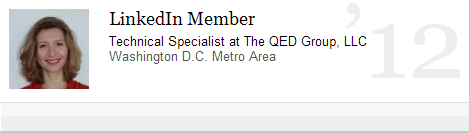 LinkedIn Member
Technical Specialist at The QED Group, LLC
Washington D.C. Metro Area
’12